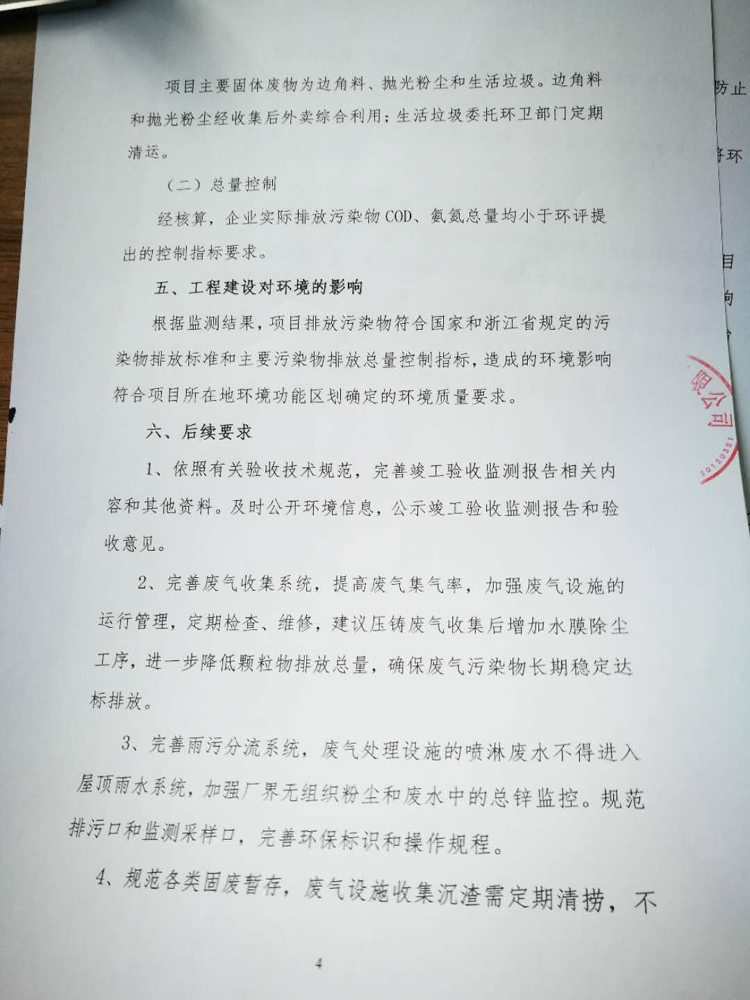 项目主要固体废物为边角料、抛光粉尘和生活垃圾。边角料
和抛光粉尘经收集后外卖综合利用；生活垃圾委托环卫部门定期
清运。
（二）总量控制
经核算，企业实际排放污染物COD、氨氮总量均小于环评提
出的控制指标要求。
五、工程建设对环境的影响
根据监测结果，项目排放污染物符合国家和浙江省规定的污
染物排放标准和主要污染物排放总量控制指标，造成的环境影响
符合项目所在地环境功能区划确定的环境质量要求。
六、后续要求
1、依照有关验收技术规范，完善竣工验收监测报告相关内
容和其他资料。及时公开环境信息，公示竣工验收监测报告和验
收意见。
2、完善废气收集系统，提高废气集气率，加强废气设施的
运行管理，定期检查、维修，建议压铸废气收集后增加水膜除尘
工序，进一步降低颗粒物排放总量，确保废气污染物长期稳定达
标排放。
3、完善雨污分流系统，废气处理设施的喷淋废水不得进入
屋顶雨水系统，加强厂界无组织粉尘和废水中的总锌监控。规范
排污口和监测采样口，完善环保标识和操作规程。
4、规范各类固废暂存，废气设施收集沉渣需定期清捞，不
4
防止
环
目
限公司
20120351